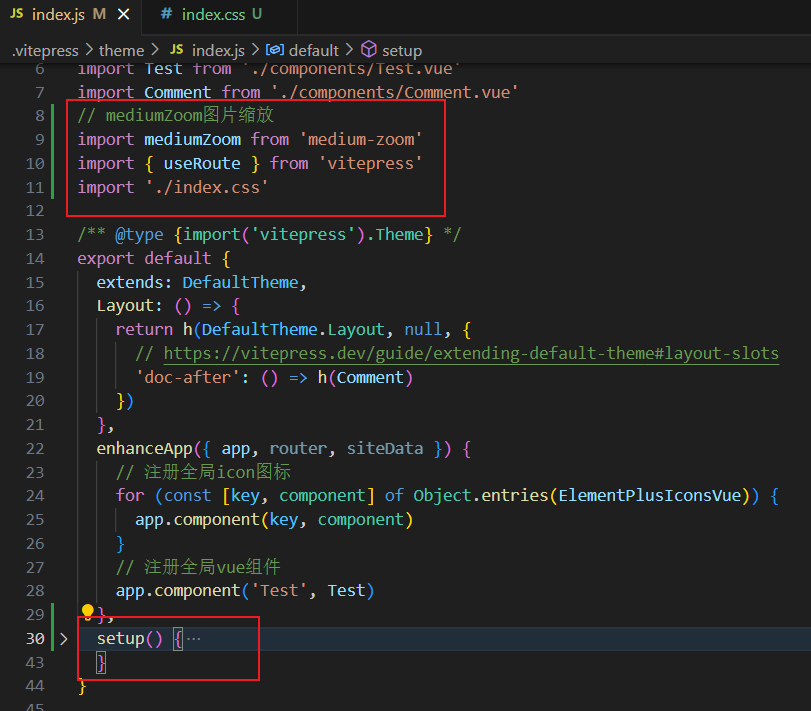 JS index.js M × # index.css U
.vitepress > theme > JS index.js > default > setup
6 import Test from './components/Test.vue'
7 import Comment from './components/Comment.vue'
8 // mediumZoom图片缩放
9 import mediumZoom from 'medium-zoom'
10 import { useRoute } from 'vitepress'
11 import './index.css'
12
13 /** @type {import('vitepress').Theme} */
14 export default {
15 extends: DefaultTheme,
16 Layout: () => {
17 return h(DefaultTheme.Layout, null, {
18 // https://vitepress.dev/guide/extending-default-theme#layout-slots
19 'doc-after': () => h(Comment)
20 })
21 },
22 enhanceApp({ app, router, siteData }) {
23 // 注册全局icon图标
24 for (const [key, component] of Object.entries(ElementPlusIconsVue)) {
25 app.component(key, component)
26 }
27 // 注册全局vue组件
28 app.component('Test', Test)
29 },
30 > setup() {···
43 }
44 }
45